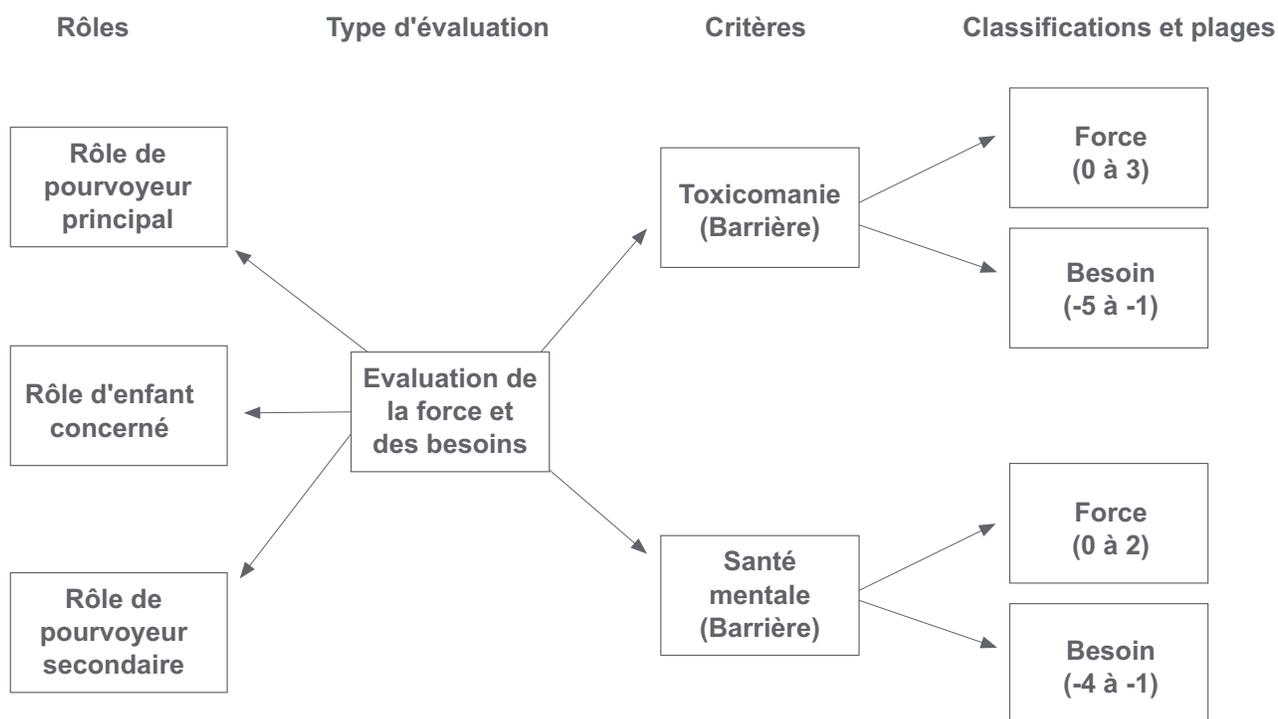 Rôles
Type d'évaluation
Critères
Classifications et plages
Rôle de
pourvoyeur
principal
Rôle d'enfant
concerné
Rôle de
pourvoyeur
secondaire
Evaluation de
la force et
des besoins
Toxicomanie
(Barrière)
Santé
mentale
(Barrière)
Force
(0 à 3)
Besoin
(-5 à -1)
Force
(0 à 2)
Besoin
(-4 à -1)